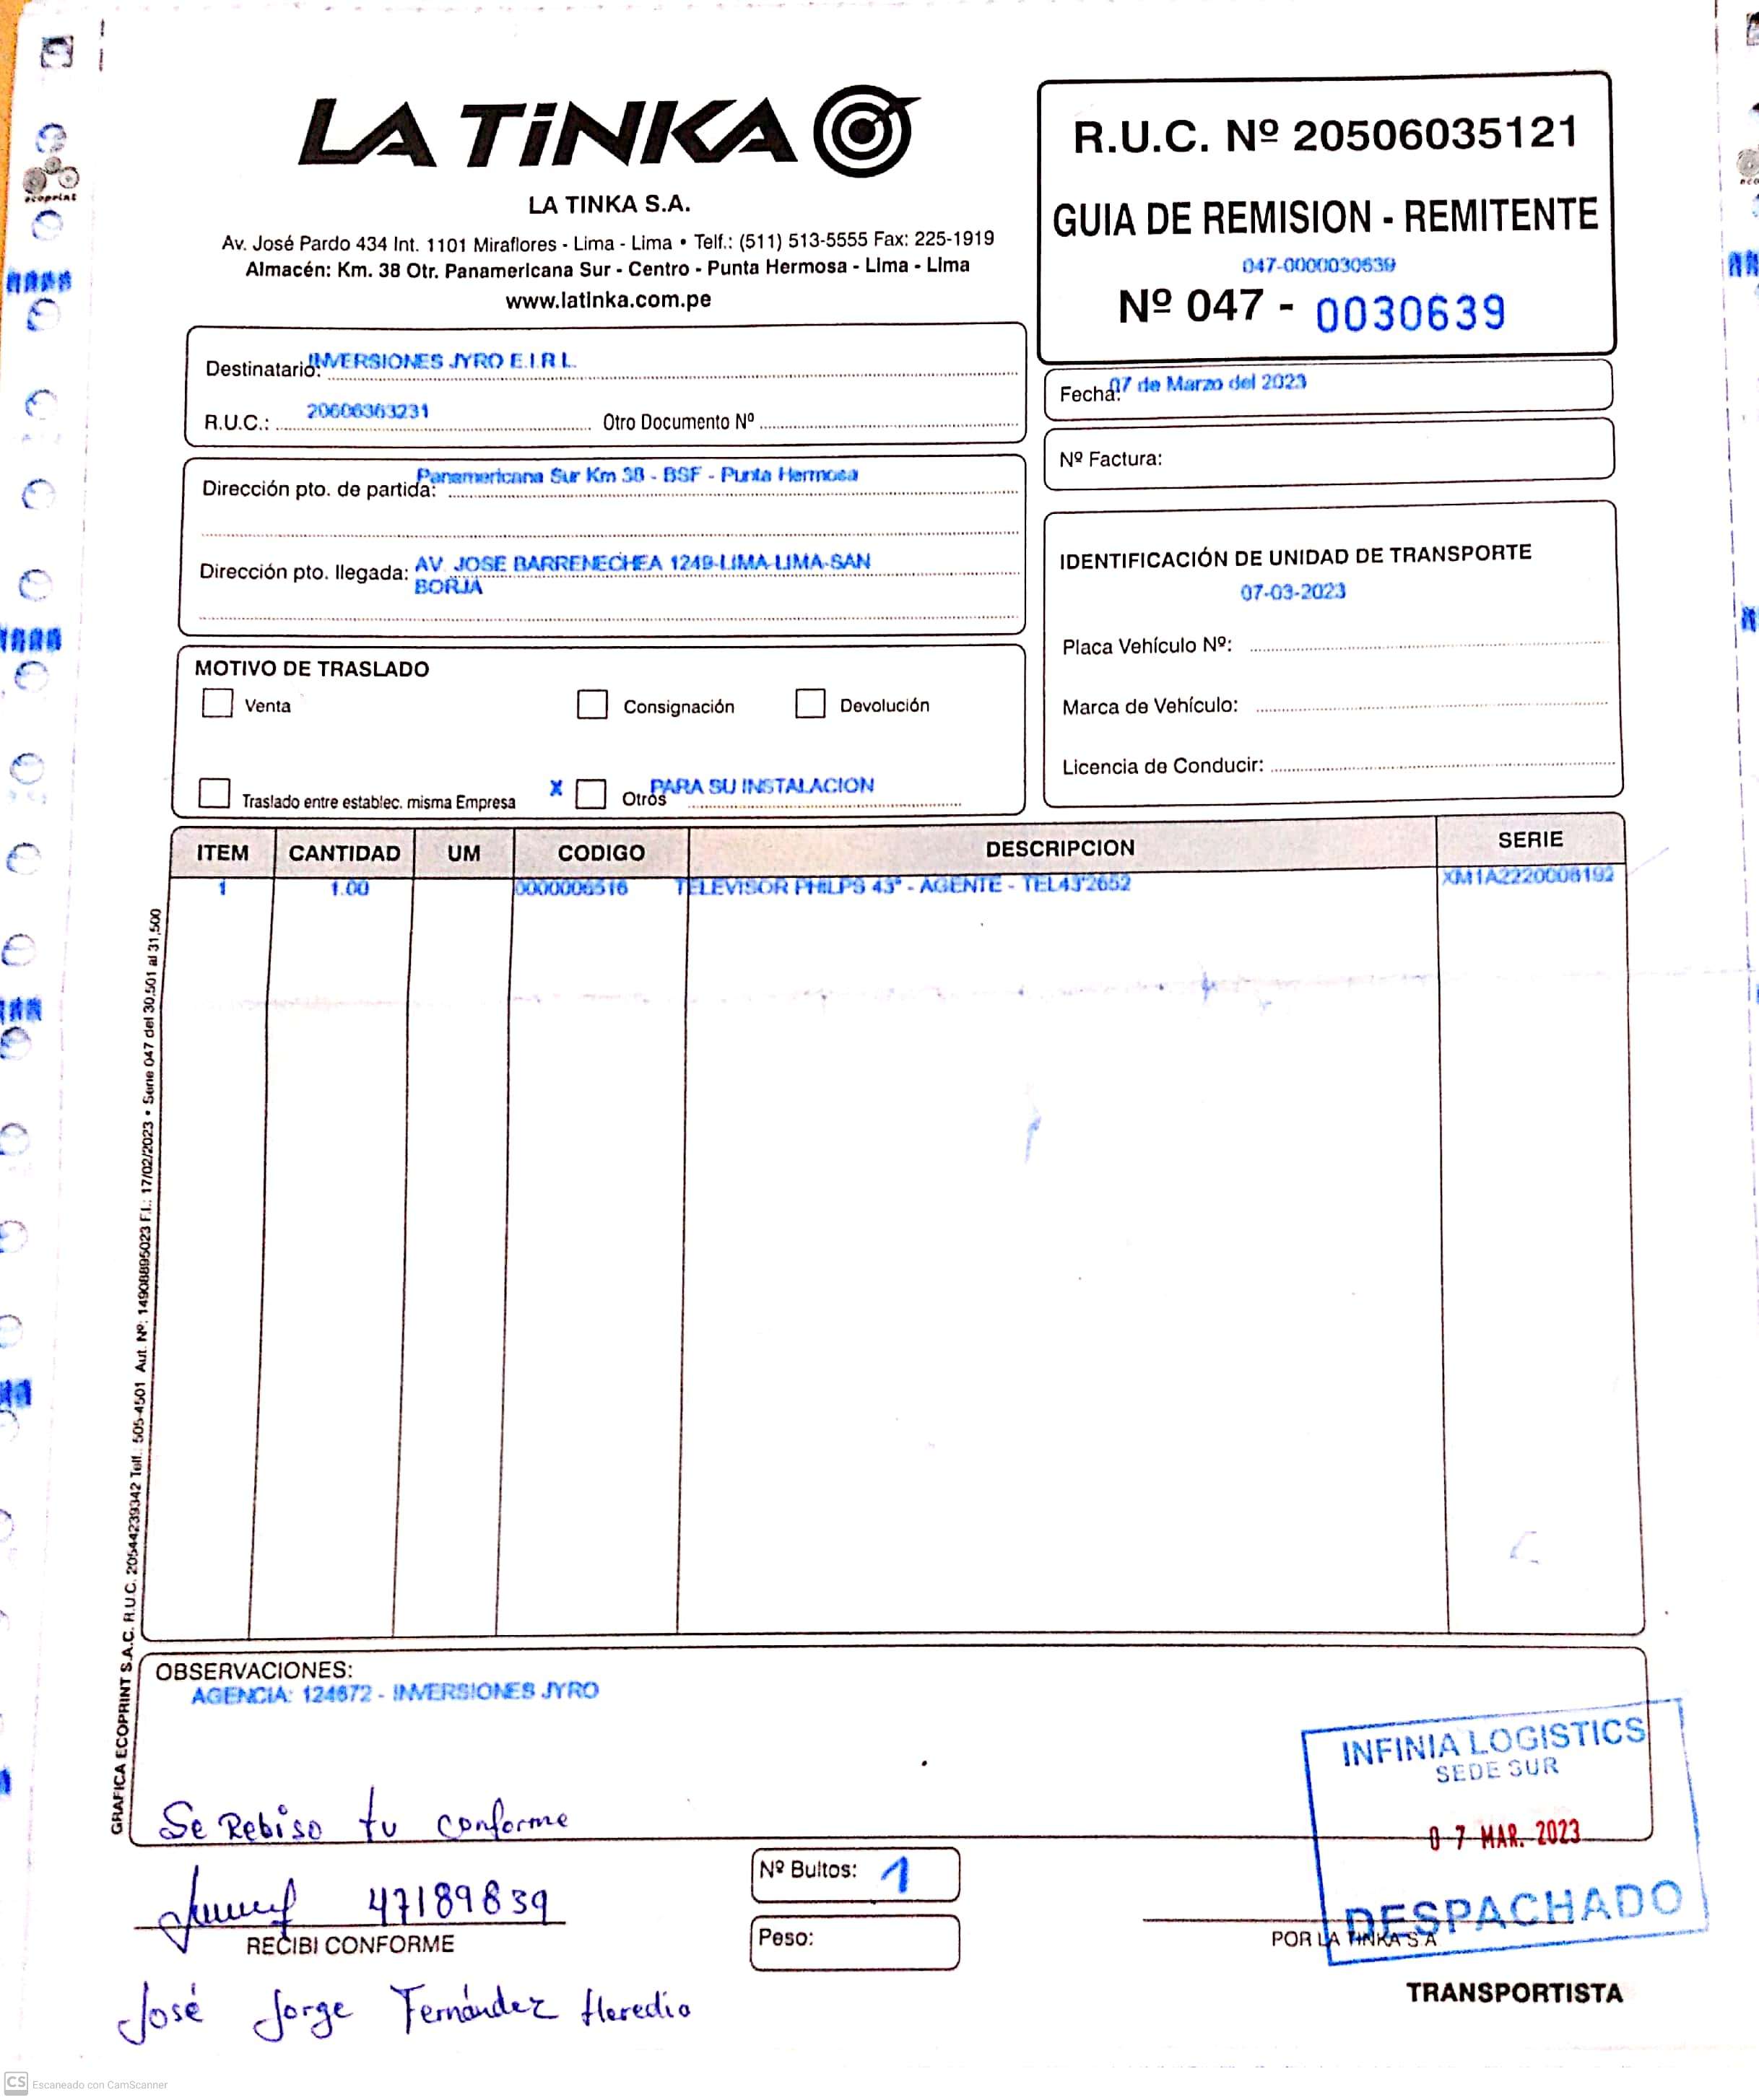 LA TiNKA
LA TINKA S.A.
Av. José Pardo 434 Int. 1101 Miraflores - Lima - Lima • Telf.: (511) 513-5555 Fax: 225-1919
Almacén: Km. 38 Otr. Panamericana Sur - Centro - Punta Hermosa - Lima - Lima
www.latinka.com.pe
R.U.C. Nº 20506035121
GUIA DE REMISION - REMITENTE
047-0000030639
Nº 047 - 0030639
Destinatario: INVERSIONES JYRO E.I.R.L.
R.U.C.: 20606363231 Otro Documento Nº
Fecha: 07 de Marzo del 2023
Nº Factura:
Dirección pto. de partida: Panamericana Sur Km 38 - BSF - Punta Hermosa
Dirección pto. llegada: AV. JOSE BARRENECHEA 1249-LIMA-LIMA-SAN
BORJA
IDENTIFICACIÓN DE UNIDAD DE TRANSPORTE
07-03-2023
Placa Vehículo Nº:
Marca de Vehículo:
Licencia de Conducir:
MOTIVO DE TRASLADO
Venta Consignación Devolución
Traslado entre establec. misma Empresa X Otros PARA SU INSTALACION
ITEM CANTIDAD UM CODIGO DESCRIPCION SERIE
1 1.00 0000006516 TELEVISOR PHILPS 43" - AGENTE - TEL43'2652 XM1A2220008192
GRAFICA ECOPRINT S.A.C. R.U.C. 20544239342 Telf.: 505-4501 Aut. Nº: 14908895023 F.I.: 17/02/2023 • Serie 047 del 30,501 al 31,500
OBSERVACIONES:
AGENCIA: 124672 - INVERSIONES JYRO
Se Rebiso tv conforme
47189839
RECIBI CONFORME
José Jorge Fernández Heredia
Nº Bultos: 1
Peso:
INFINIA LOGISTICS
SEDE SUR
07 MAR. 2023
DESPACHADO
POR LA TINKA S.A
TRANSPORTISTA
ecoprint
CS Escaneado con CamScanner